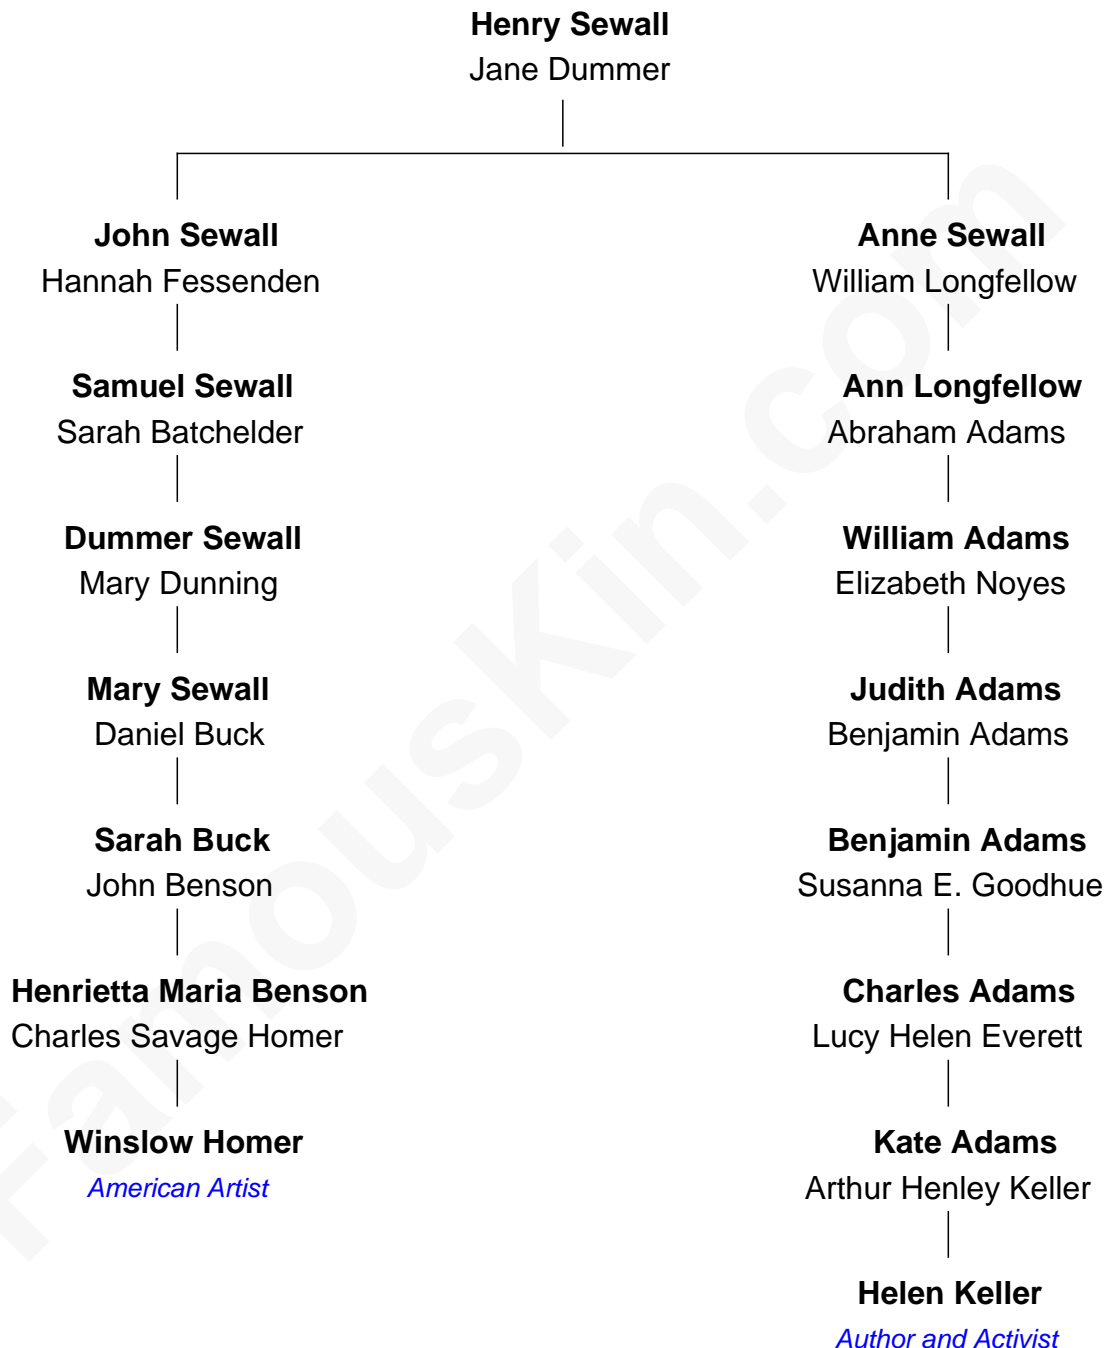 Henry Sewall
Jane Dummer
John Sewall
Hannah Fessenden
Samuel Sewall
Sarah Batchelder
Dummer Sewall
Mary Dunning
Mary Sewall
Daniel Buck
Sarah Buck
John Benson
Henrietta Maria Benson
Charles Savage Homer
Winslow Homer
American Artist
Anne Sewall
William Longfellow
Ann Longfellow
Abraham Adams
William Adams
Elizabeth Noyes
Judith Adams
Benjamin Adams
Benjamin Adams
Susanna E. Goodhue
Charles Adams
Lucy Helen Everett
Kate Adams
Arthur Henley Keller
Helen Keller
Author and Activist
FamousKin.com